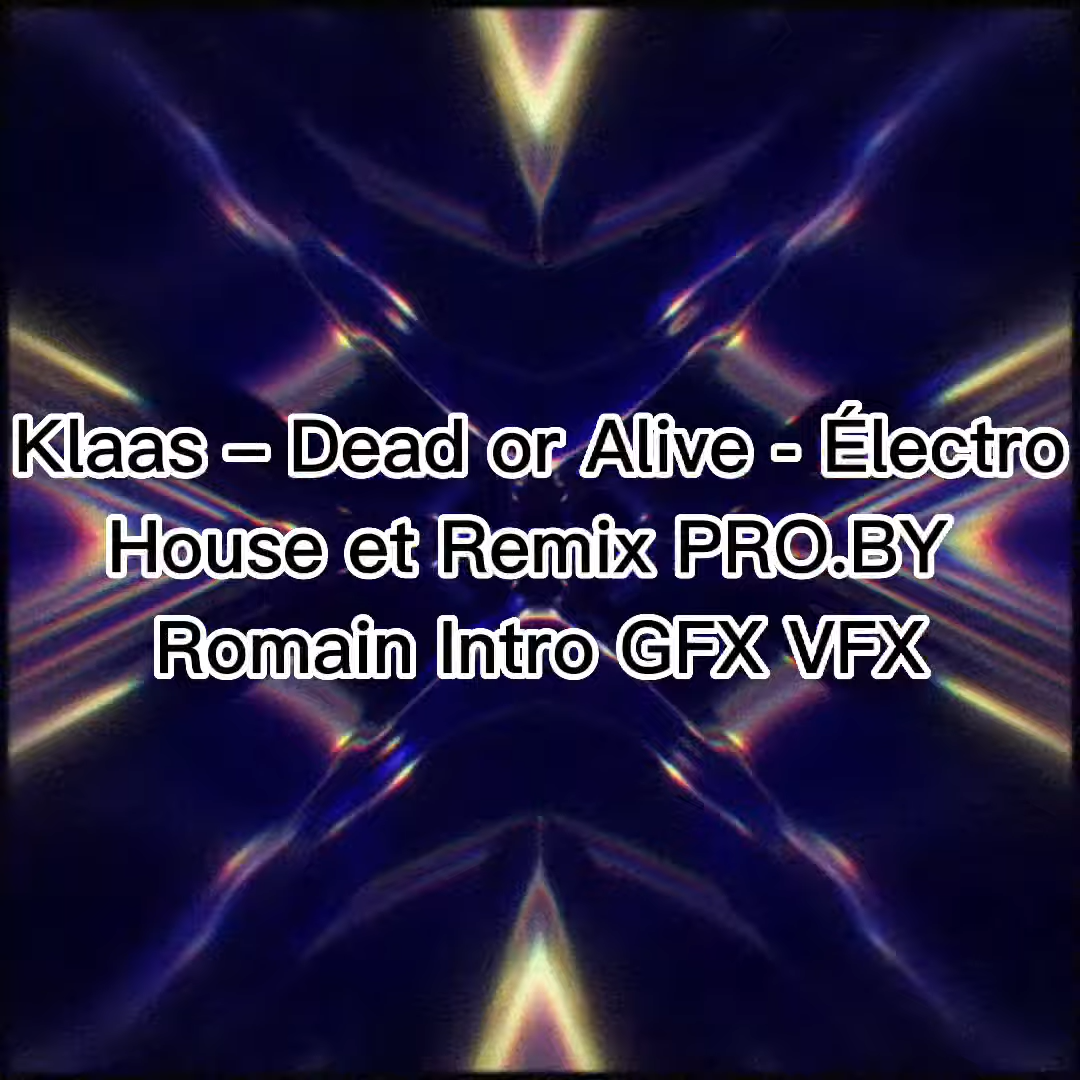 Klaas – Dead or Alive - Électro
House et Remix PRO.BY
Romain Intro GFX VFX